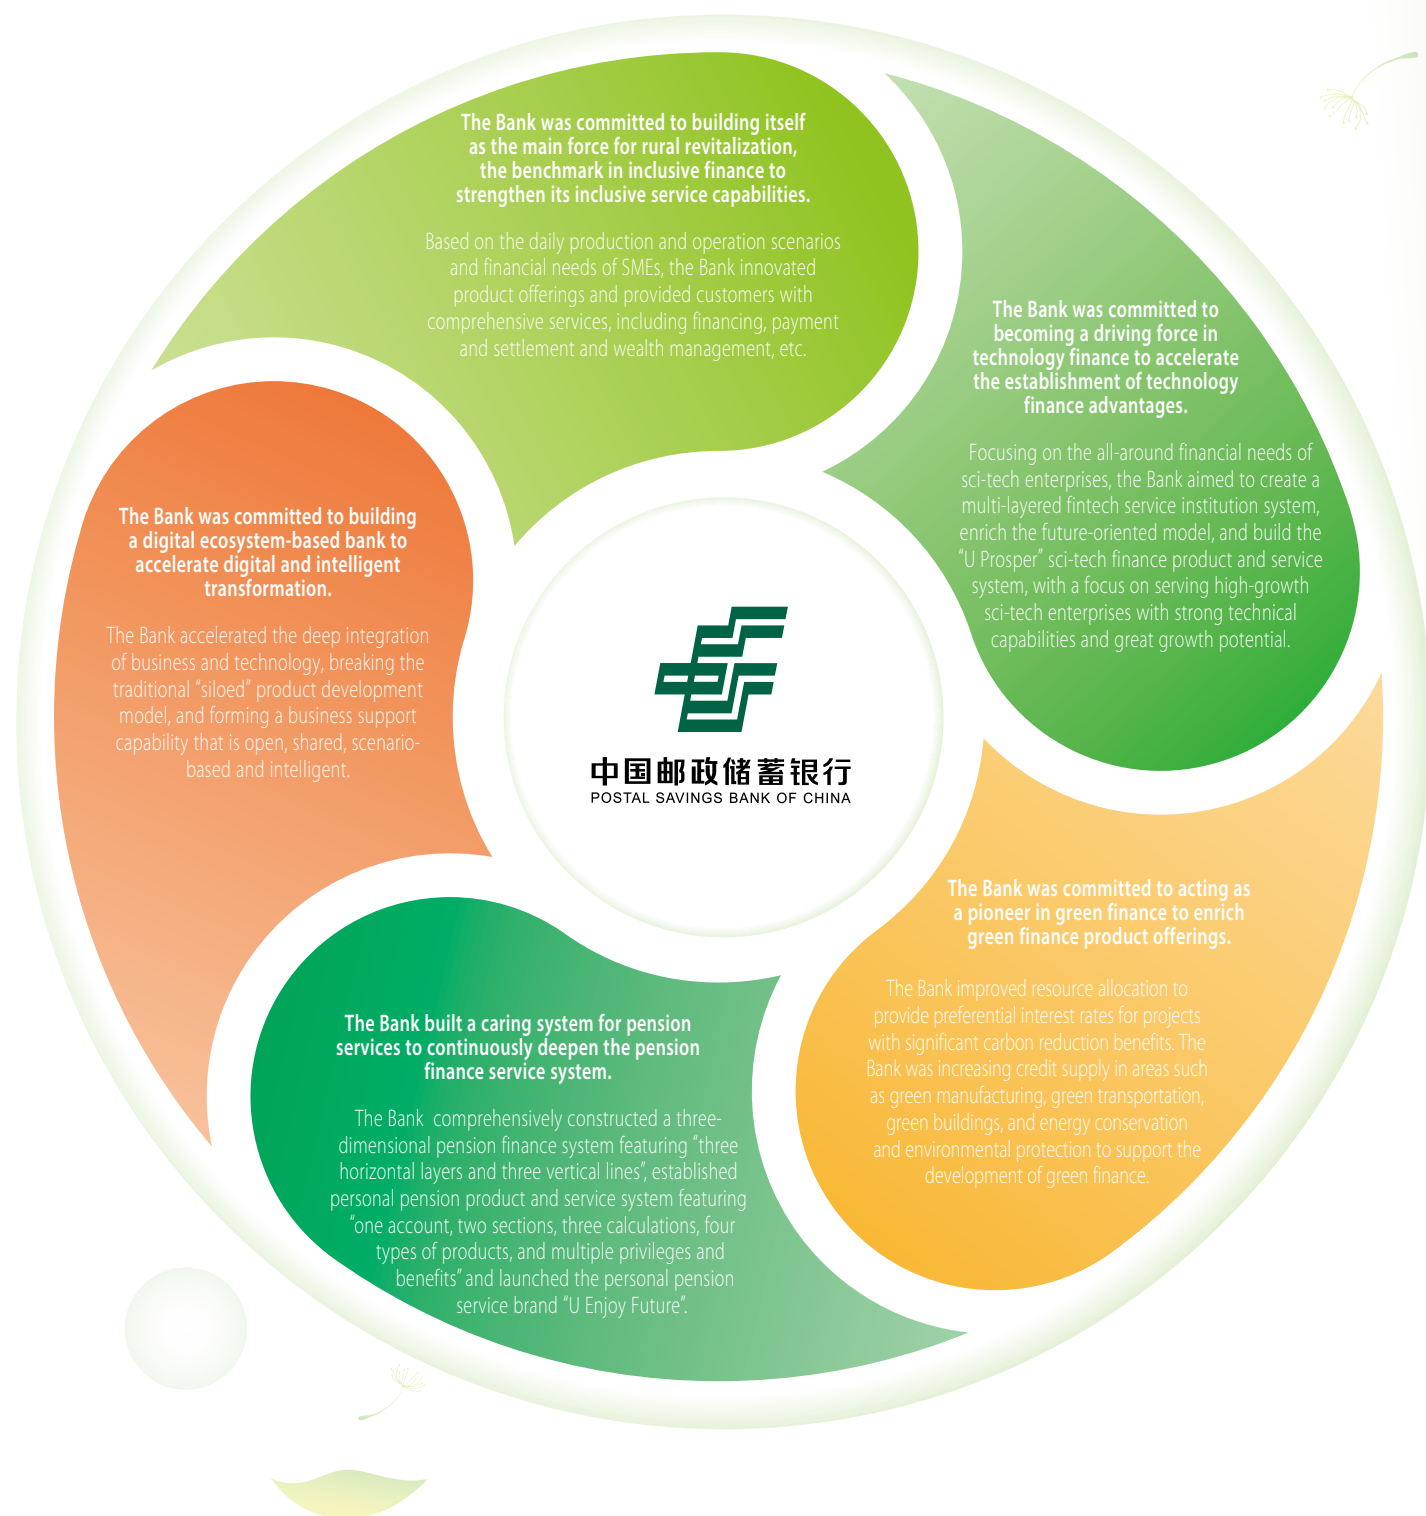 The Bank was committed to building itself
as the main force for rural revitalization,
the benchmark in inclusive finance to
strengthen its inclusive service capabilities.
Based on the daily production and operation scenarios
and financial needs of SMEs, the Bank innovated
product offerings and provided customers with
comprehensive services, including financing, payment
and settlement and wealth management, etc.
The Bank was committed to
becoming a driving force in
technology finance to accelerate
the establishment of technology
finance advantages.
Focusing on the all-around financial needs of
sci-tech enterprises, the Bank aimed to create a
multi-layered fintech service institution system,
enrich the future-oriented model, and build the
“U Prosper” sci-tech finance product and service
system, with a focus on serving high-growth
sci-tech enterprises with strong technical
capabilities and great growth potential.
The Bank was committed to building
a digital ecosystem-based bank to
accelerate digital and intelligent
transformation.
The Bank accelerated the deep integration
of business and technology, breaking the
traditional “siloed” product development
model, and forming a business support
capability that is open, shared, scenario-
based and intelligent.
中国邮政储蓄银行
POSTAL SAVINGS BANK OF CHINA
The Bank was committed to acting as
a pioneer in green finance to enrich
green finance product offerings.
The Bank improved resource allocation to
provide preferential interest rates for projects
with significant carbon reduction benefits. The
Bank was increasing credit supply in areas such
as green manufacturing, green transportation,
green buildings, and energy conservation
and environmental protection to support the
development of green finance.
The Bank built a caring system for pension
services to continuously deepen the pension
finance service system.
The Bank comprehensively constructed a three-
dimensional pension finance system featuring “three
horizontal layers and three vertical lines”, established
personal pension product and service system featuring
“one account, two sections, three calculations, four
types of products, and multiple privileges and
benefits” and launched the personal pension
service brand “U Enjoy Future”.